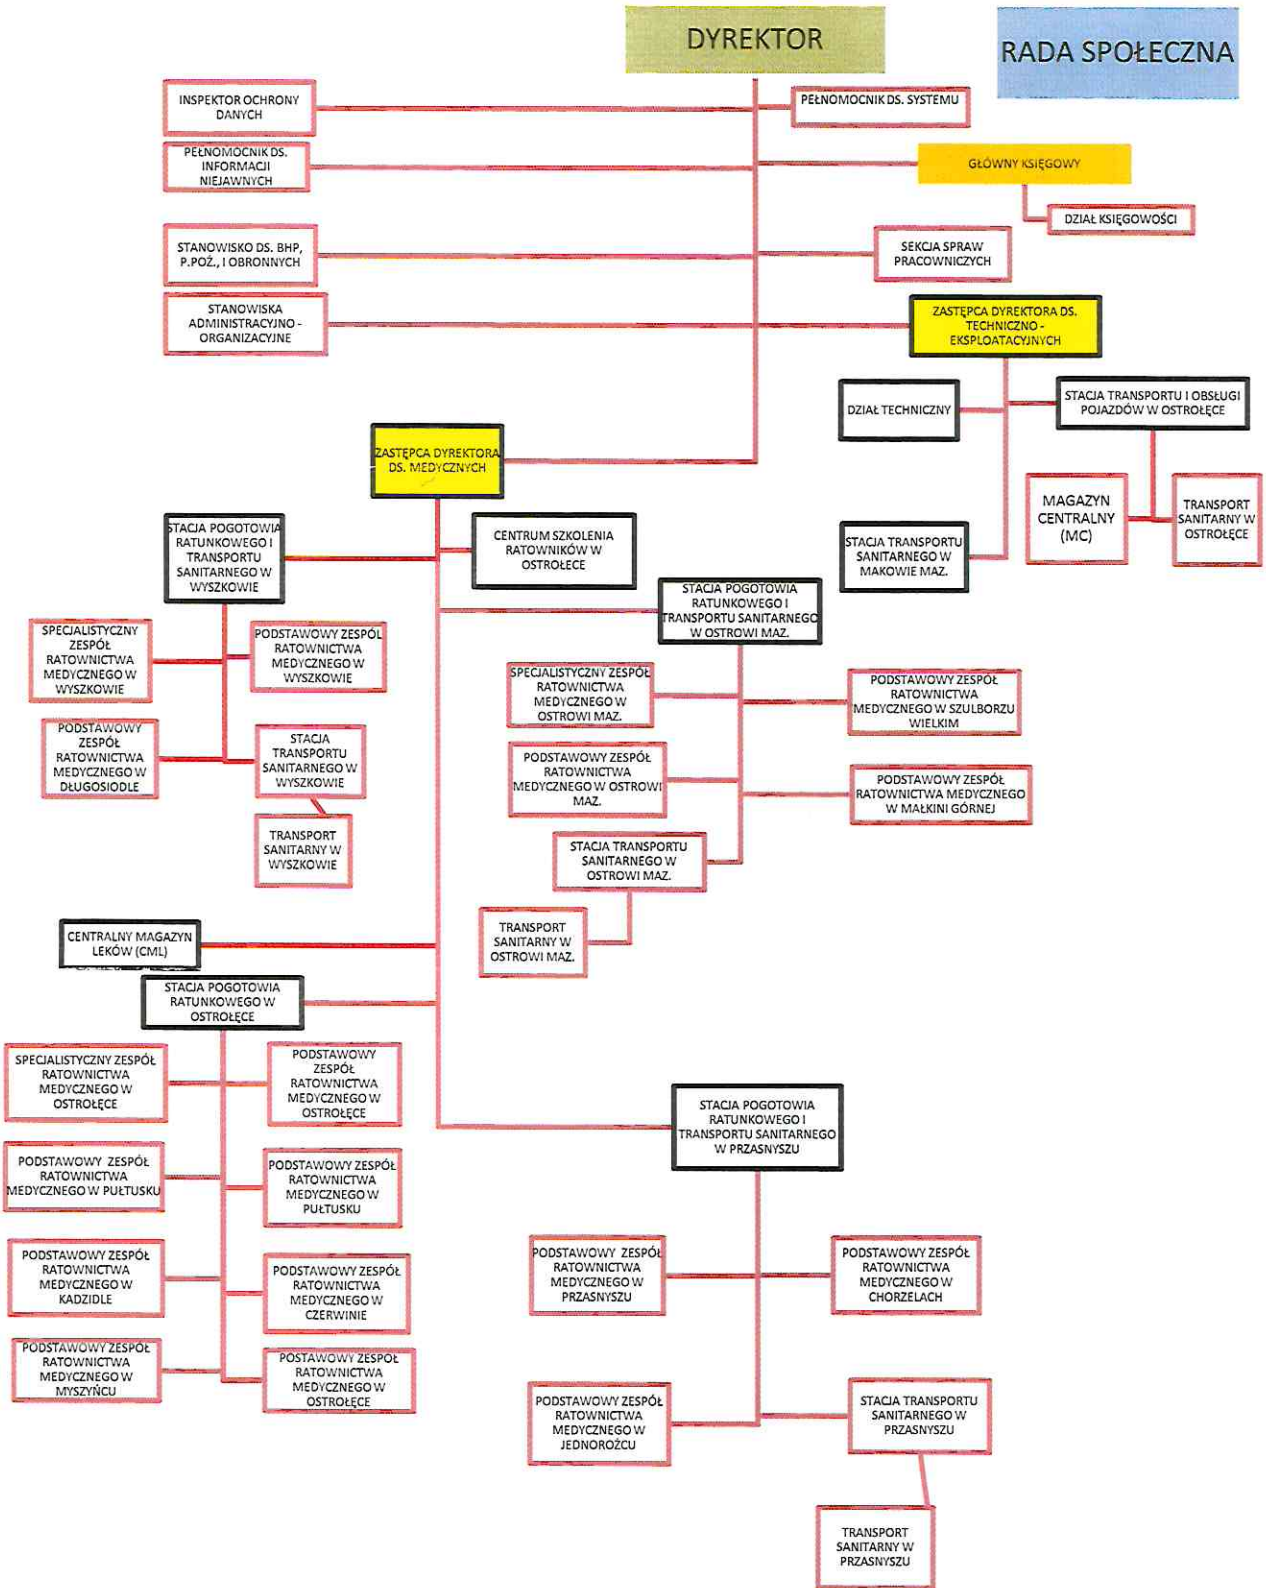 DYREKTOR
RADA SPOŁECZNA
INSPEKTOR OCHRONY
DANYCH
PEŁNOMOCNIK DS. SYSTEMU
PEŁNOMOCNIK DS.
INFORMACJI
NIEJAWNYCH
GŁÓWNY KSIĘGOWY
DZIAŁ KSIĘGOWOŚCI
STANOWISKO DS. BHP,
P.POŻ., I OBRONNYCH
SEKCJA SPRAW
PRACOWNICZYCH
STANOWISKA
ADMINISTRACYJNO -
ORGANIZACYJNE
ZASTĘPCA DYREKTORA DS.
TECHNICZNO -
EKSPLOATACYJNYCH
DZIAŁ TECHNICZNY
STACJA TRANSPORTU I OBSŁUGI
POJAZDÓW W OSTROŁĘCE
ZASTĘPCA DYREKTORA
DS. MEDYCZNYCH
MAGAZYN
CENTRALNY
(MC)
TRANSPORT
SANITARNY W
OSTROŁĘCE
STACJA POGOTOWIA
RATUNKOWEGO I
TRANSPORTU
SANITARNEGO W
WYSZKOWIE
CENTRUM SZKOLENIA
RATOWNIKÓW W
OSTROŁECE
STACJA TRANSPORTU
SANITARNEGO W
MAKOWIE MAZ.
STACJA POGOTOWIA
RATUNKOWEGO I
TRANSPORTU SANITARNEGO
W OSTROWI MAZ.
SPECJALISTYCZNY
ZESPÓŁ
RATOWNICTWA
MEDYCZNEGO W
WYSZKOWIE
PODSTAWOWY ZESPÓŁ
RATOWNICTWA
MEDYCZNEGO W
WYSZKOWIE
SPECJALISTYCZNY ZESPÓŁ
RATOWNICTWA
MEDYCZNEGO W
OSTROWI MAZ.
PODSTAWOWY ZESPÓŁ
RATOWNICTWA
MEDYCZNEGO W SZULBORZU
WIELKIM
PODSTAWOWY
ZESPÓŁ
RATOWNICTWA
MEDYCZNEGO W
DŁUGOSIODLE
STACJA
TRANSPORTU
SANITARNEGO W
WYSZKOWIE
PODSTAWOWY ZESPÓŁ
RATOWNICTWA
MEDYCZNEGO W OSTROWI
MAZ.
PODSTAWOWY ZESPÓŁ
RATOWNICTWA MEDYCZNEGO
W MAŁKINI GÓRNEJ
TRANSPORT
SANITARNY W
WYSZKOWIE
STACJA TRANSPORTU
SANITARNEGO W
OSTROWI MAZ.
TRANSPORT
SANITARNY W
OSTROWI MAZ.
CENTRALNY MAGAZYN
LEKÓW (CML)
STACJA POGOTOWIA
RATUNKOWEGO W
OSTROŁĘCE
SPECJALISTYCZNY ZESPÓŁ
RATOWNICTWA
MEDYCZNEGO W
OSTROŁĘCE
PODSTAWOWY
ZESPÓŁ
RATOWNICTWA
MEDYCZNEGO W
OSTROŁĘCE
STACJA POGOTOWIA
RATUNKOWEGO I
TRANSPORTU SANITARNEGO
W PRZASNYSZU
PODSTAWOWY ZESPÓŁ
RATOWNICTWA
MEDYCZNEGO W PUŁTUSKU
PODSTAWOWY ZESPÓŁ
RATOWNICTWA
MEDYCZNEGO W
PUŁTUSKU
PODSTAWOWY ZESPÓŁ
RATOWNICTWA
MEDYCZNEGO W
KADZIDLE
PODSTAWOWY ZESPÓŁ
RATOWNICTWA
MEDYCZNEGO W
CZERWINIE
PODSTAWOWY ZESPÓŁ
RATOWNICTWA
MEDYCZNEGO W
PRZASNYSZU
PODSTAWOWY ZESPÓŁ
RATOWNICTWA
MEDYCZNEGO W
CHORZELACH
PODSTAWOWY ZESPÓŁ
RATOWNICTWA
MEDYCZNEGO W
MYSZYŃCU
POSTAWOWY ZESPÓŁ
RATOWNICTWA
MEDYCZNEGO W
OSTROŁĘCE
PODSTAWOWY ZESPÓŁ
RATOWNICTWA
MEDYCZNEGO W
JEDNOROŻCU
STACJA TRANSPORTU
SANITARNEGO W
PRZASNYSZU
TRANSPORT
SANITARNY W
PRZASNYSZU